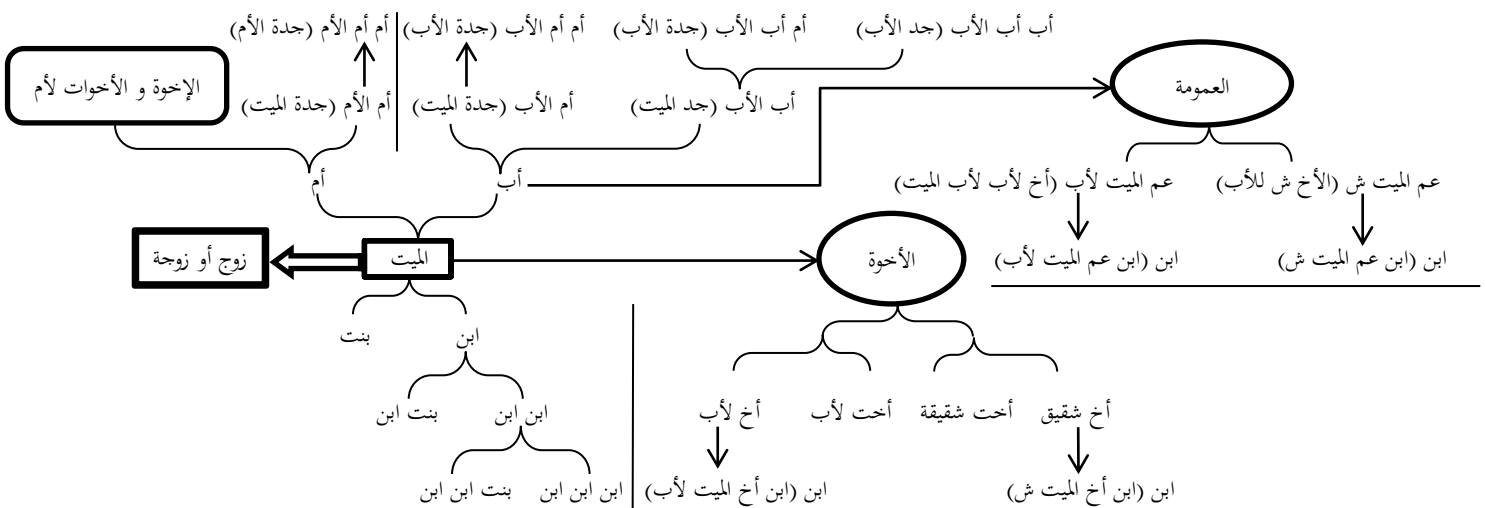 أب أب الأب (جد الأب)
أم أب الأب (جدة الأب)
أم أم الأب (جدة الأب)
أم أم الأم (جدة الأم)
العمومة
الإخوة و الأخوات لأم
أب الأب (جد الميت)
أم الأب (جدة الميت)
أم الأم (جدة الميت)
عم الميت ش (الأخ ش للأب)
عم الميت لأب (أخ لأب لأب الميت)
أب
أم
ابن (ابن عم الميت ش)
ابن (ابن عم الميت لأب)
الأخوة
الميت
زوج أو زوجة
ابن
بنت
أخ شقيق
أخت شقيقة
أخت لأب
أخ لأب
ابن ابن
بنت ابن
ابن (ابن أخ الميت ش)
ابن (ابن أخ الميت لأب)
ابن ابن ابن
بنت ابن ابن